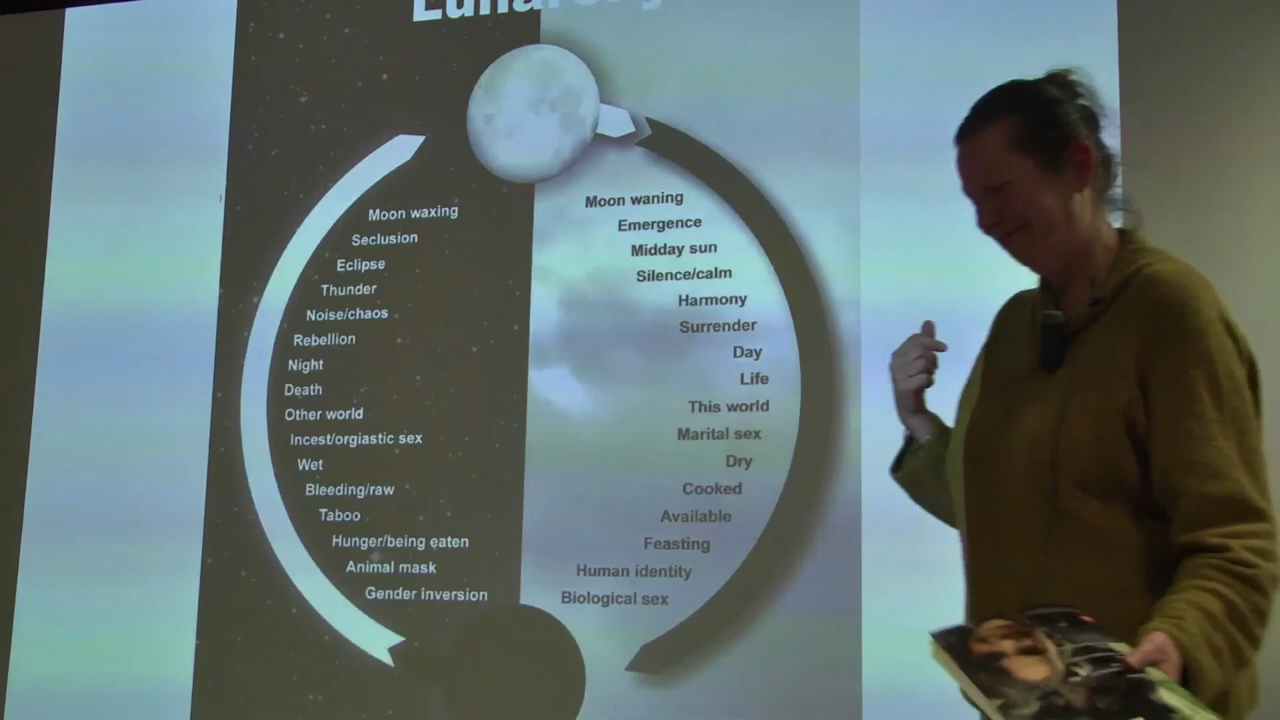 Moon waxing
Seclusion
Eclipse
Thunder
Noise/chaos
Rebellion
Night
Death
Other world
Incest/orgiastic sex
Wet
Bleeding/raw
Taboo
Hunger/being eaten
Animal mask
Gender inversion
Moon waning
Emergence
Midday sun
Silence/calm
Harmony
Surrender
Day
Life
This world
Marital sex
Dry
Cooked
Available
Feasting
Human identity
Biological sex